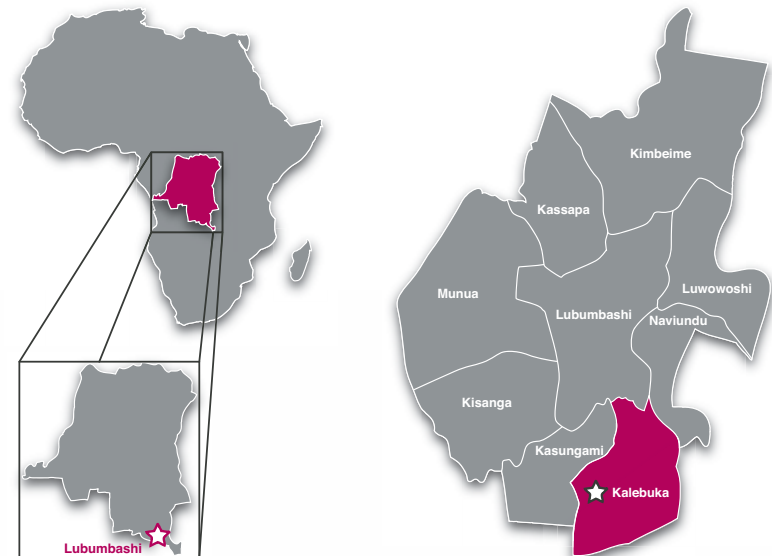 Lubumbashi
Kimbeime
Kassapa
Luwowoshi
Munua
Lubumbashi
Naviundu
Kisanga
Kasungami
Kalebuka